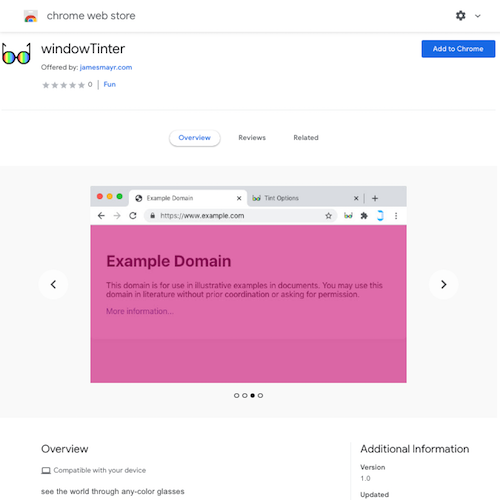 chrome web store
windowTinter
Add to Chrome
Offered by: jamesmayr.com
0 | Fun
Overview
Reviews
Related
Example Domain
Tint Options
https://www.example.com
Example Domain
This domain is for use in illustrative examples in documents. You may use this
domain in literature without prior coordination or asking for permission.
More information...
Overview
Compatible with your device
see the world through any-color glasses
Additional Information
Version
1.0
Updated